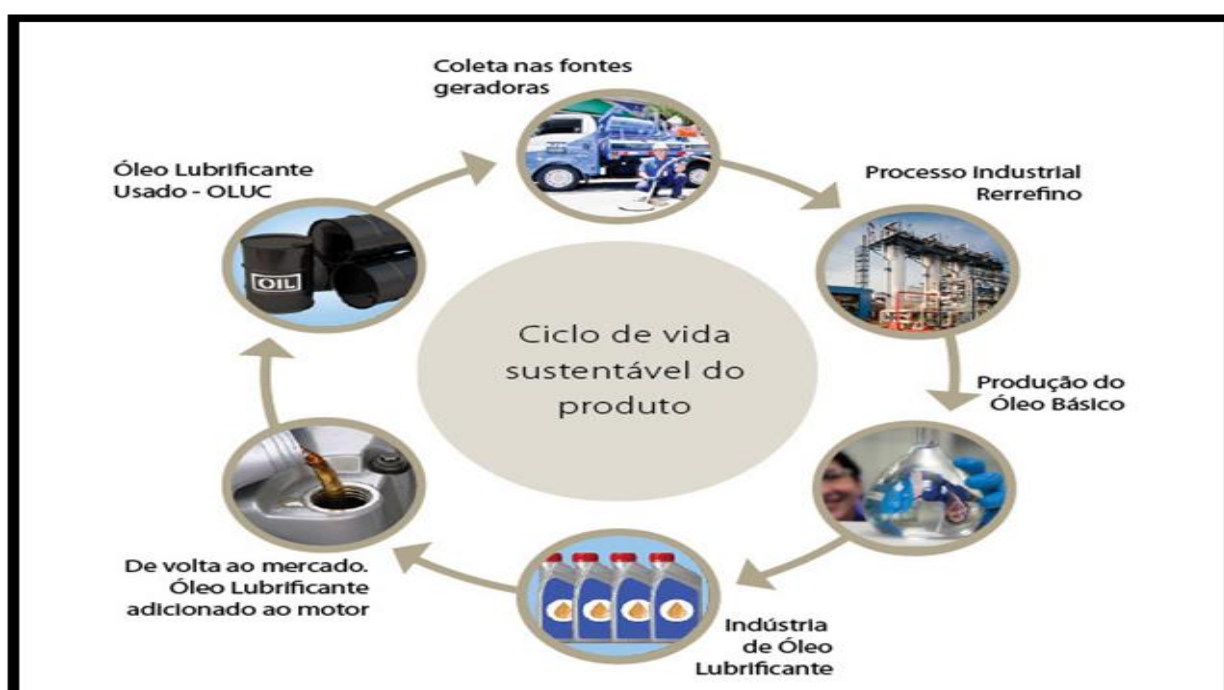 Coleta nas fontes
geradoras
Processo industrial
Rerrefino
Produção do
Óleo Básico
Indústria
de Óleo
Lubrificante
De volta ao mercado.
Óleo Lubrificante
adicionado ao motor
Óleo Lubrificante
Usado - OLUC
OIL
Ciclo de vida
sustentável do
produto